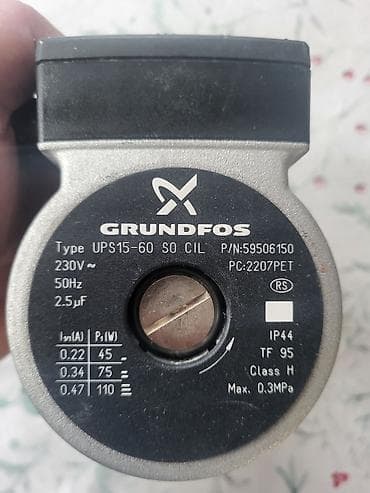 GRUNDFOS
Type UPS15-60 SO CIL P/N:59506150
230V~ PC:2207PET
50Hz RS
2.5µF
I1/1(A) P1(W)
0.22 45
0.34 75
0.47 110
IP44
TF 95
Class H
Max. 0.3MPa